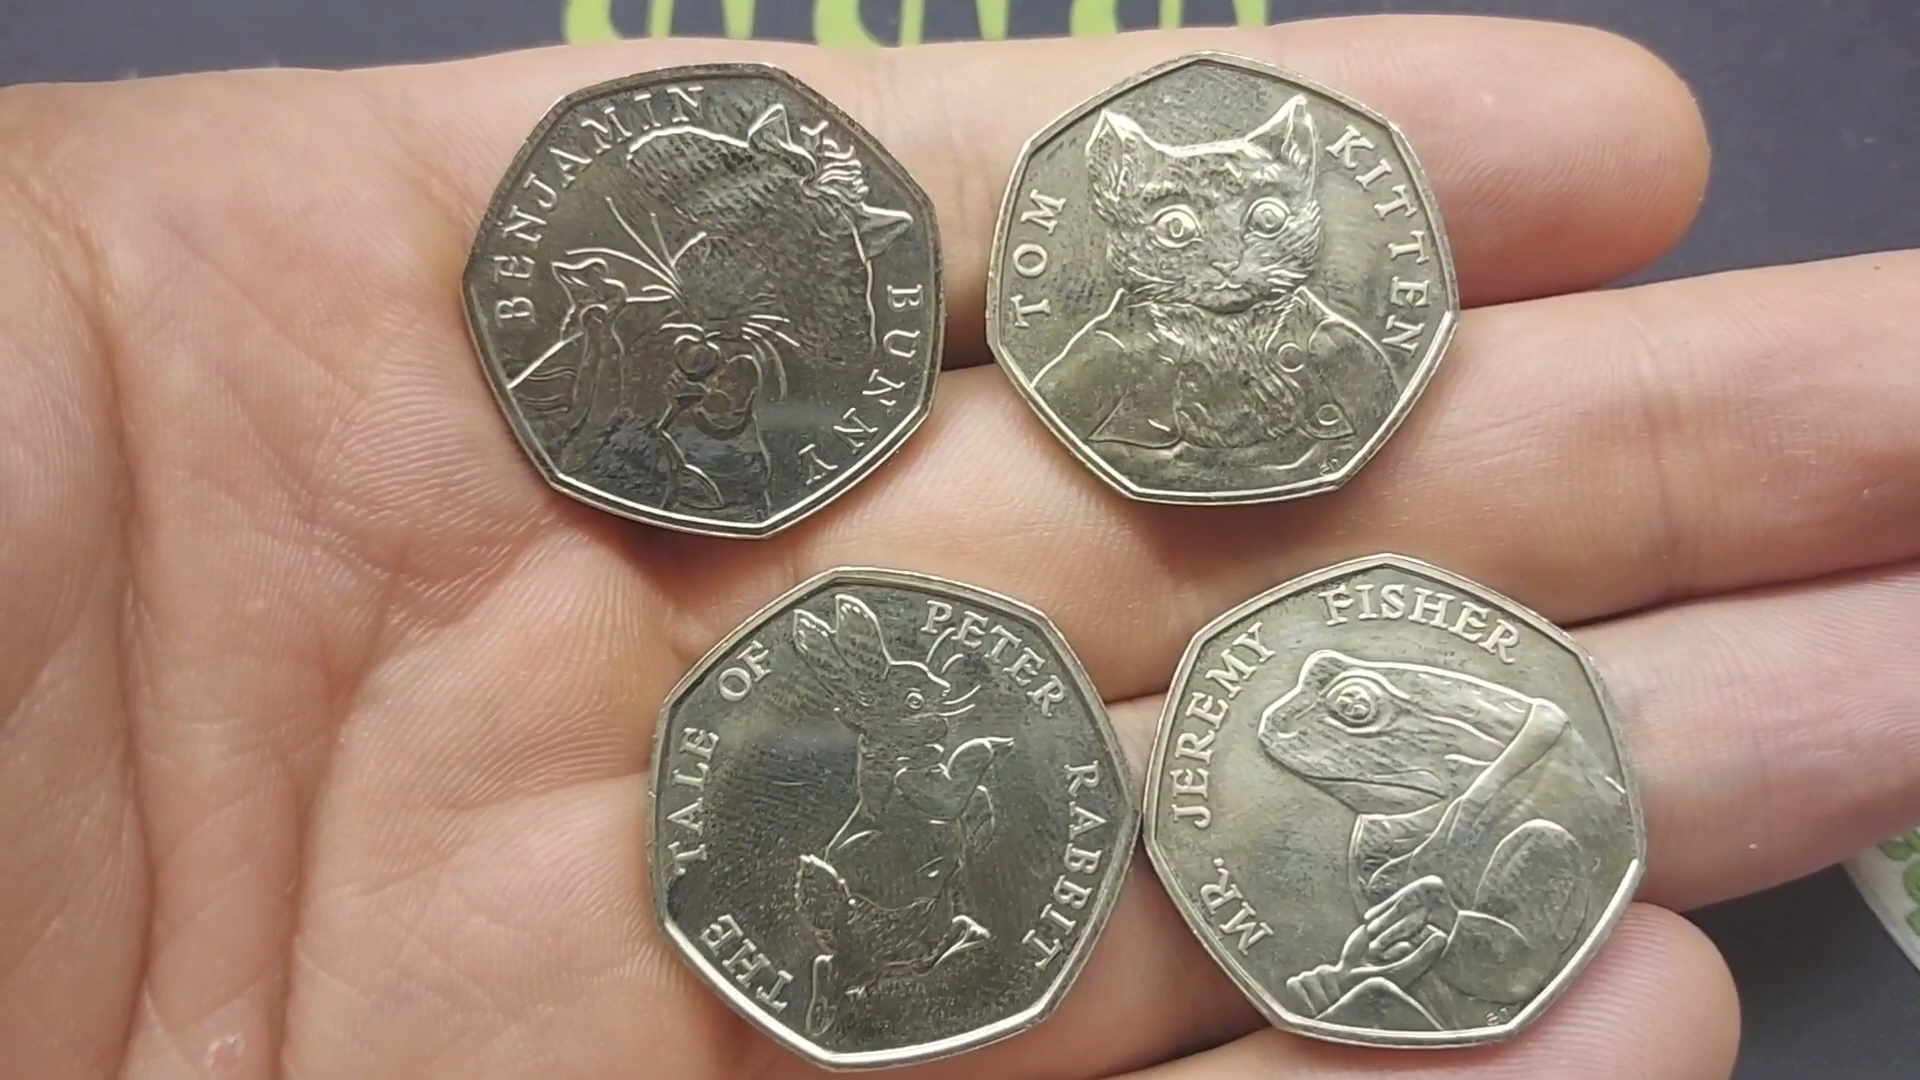 BENJAMIN BUNNY
TOM KITTEN
THE TALE OF PETER RABBIT
MR. JEREMY FISHER